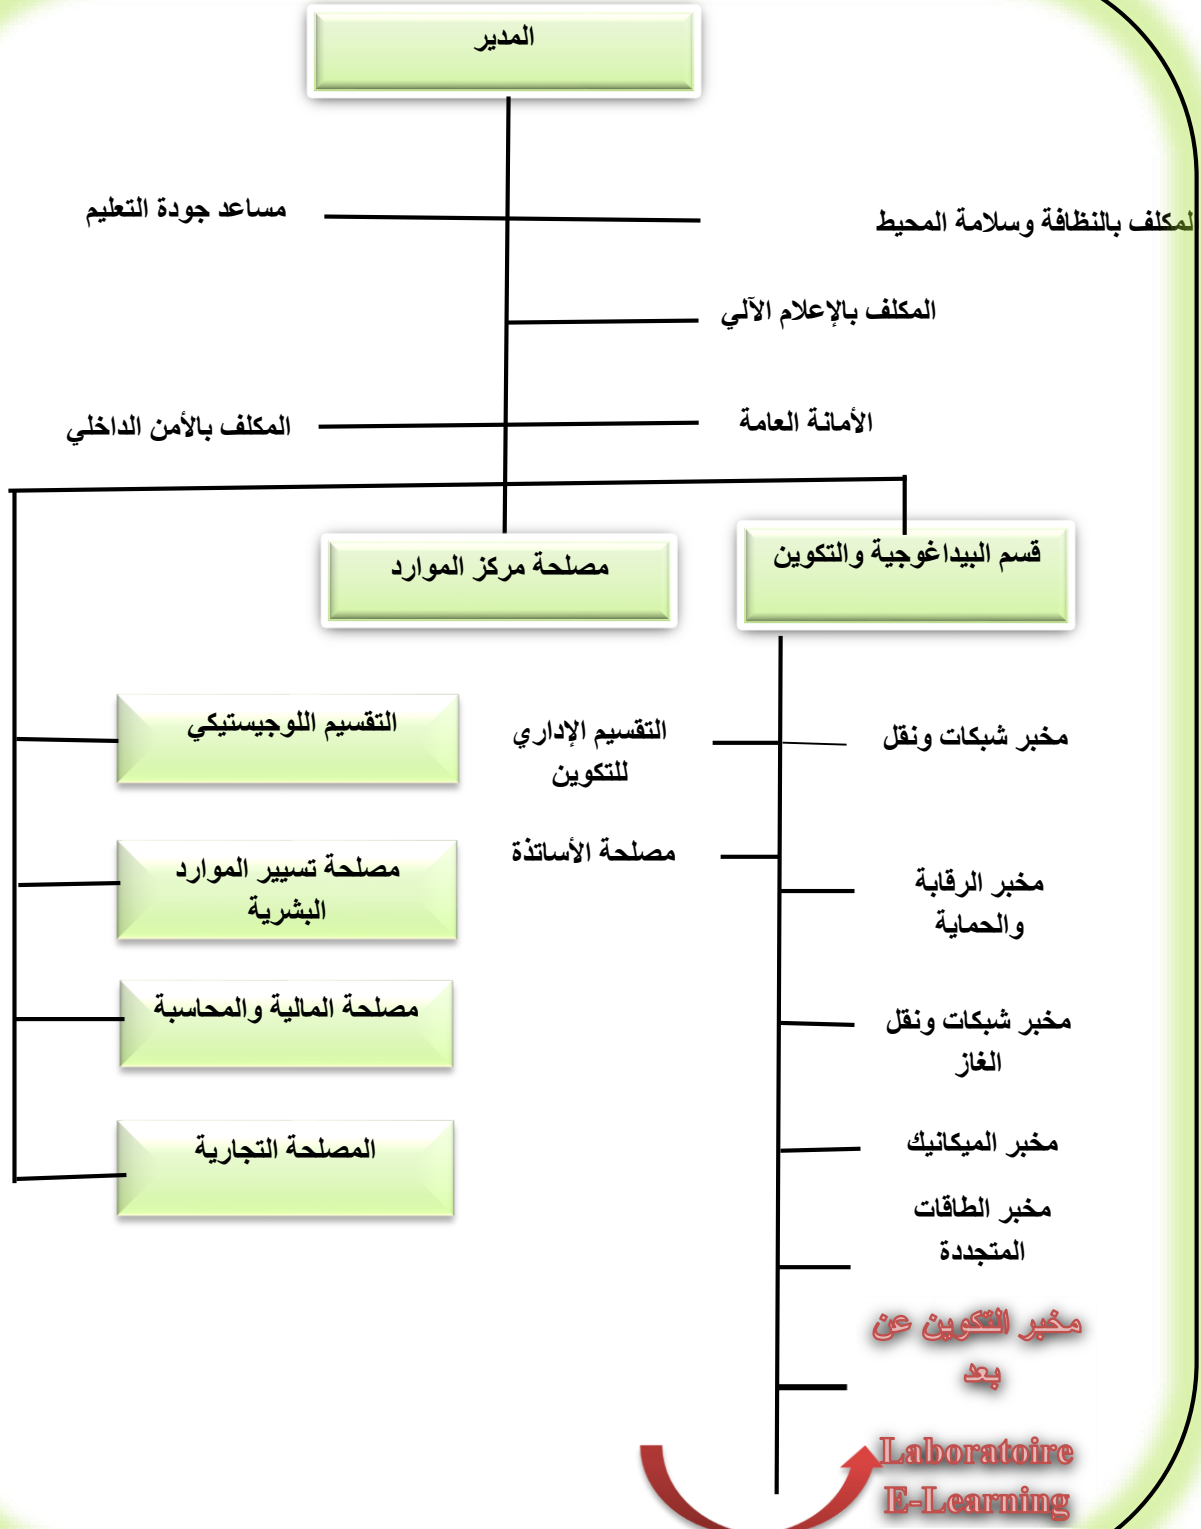 المدير
لمكلف بالنظافة وسلامة المحيط
مساعد جودة التعليم
المكلف بالإعلام الآلي
الأمانة العامة
المكلف بالأمن الداخلي
قسم البيداغوجية والتكوين
مصلحة مركز الموارد
مخبر شبكات ونقل
التقسيم الإداري
للتكوين
التقسيم اللوجيستيكي
مصلحة الأساتذة
مخبر الرقابة
والحماية
مصلحة تسيير الموارد
البشرية
مخبر شبكات ونقل
الغاز
مصلحة المالية والمحاسبة
مخبر الميكانيك
المصلحة التجارية
مخبر الطاقات
المتجددة
مخبر التكوين عن
بعد
Laboratoire
E-Learning